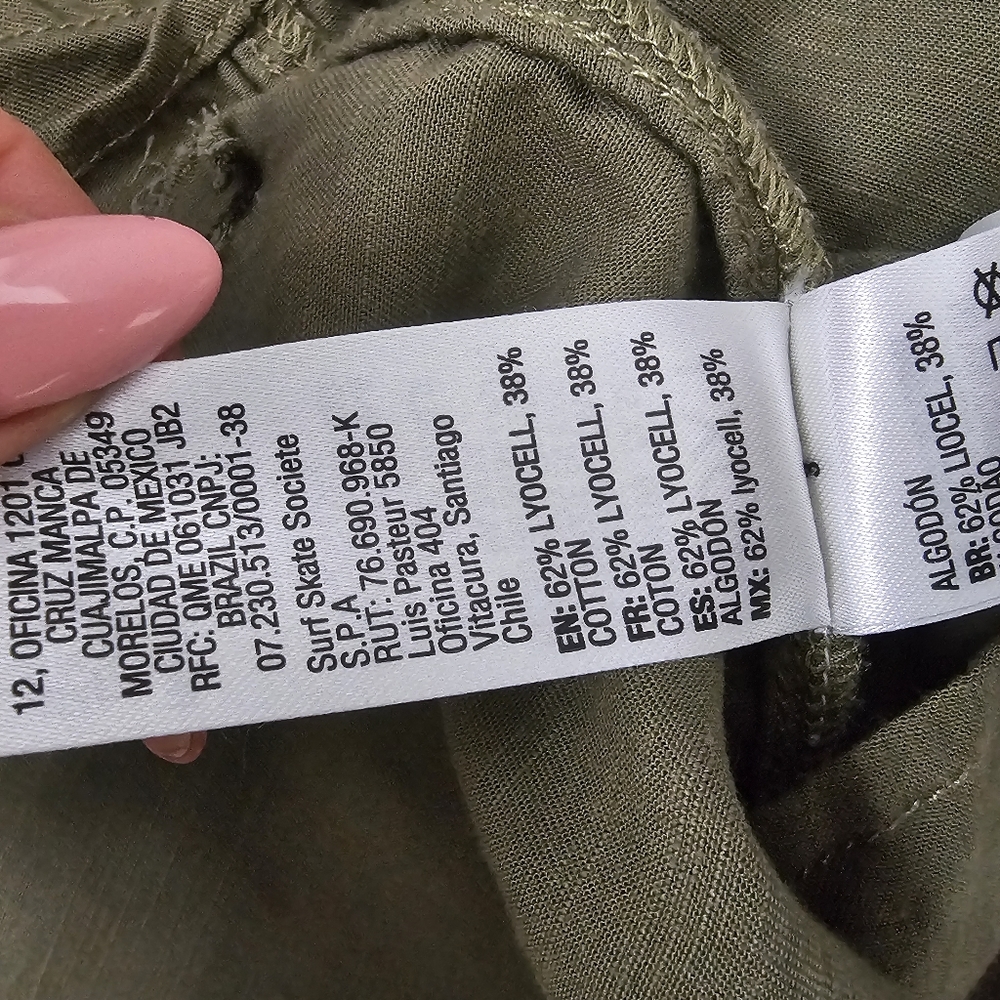 12, OFICINA 1201
CRUZ MANCA
CUAJIMALPA DE
MORELOS, C.P. 05349
CIUDAD DE MEXICO
RFC: QME 061031 JB2
BRAZIL CNPJ:
07.230.513/0001-38
Surf Skate Societe
S.P.A
RUT: 76.690.968-K
Luis Pasteur 5850
Oficina 404
Vitacura, Santiago
Chile
EN: 62% LYOCELL, 38%
COTTON
FR: 62% LYOCELL, 38%
COTON
ES: 62% LYOCELL, 38%
ALGODÓN
MX: 62% lyocell, 38%
ALGODÓN
BR: 62% LIOCEL, 38%